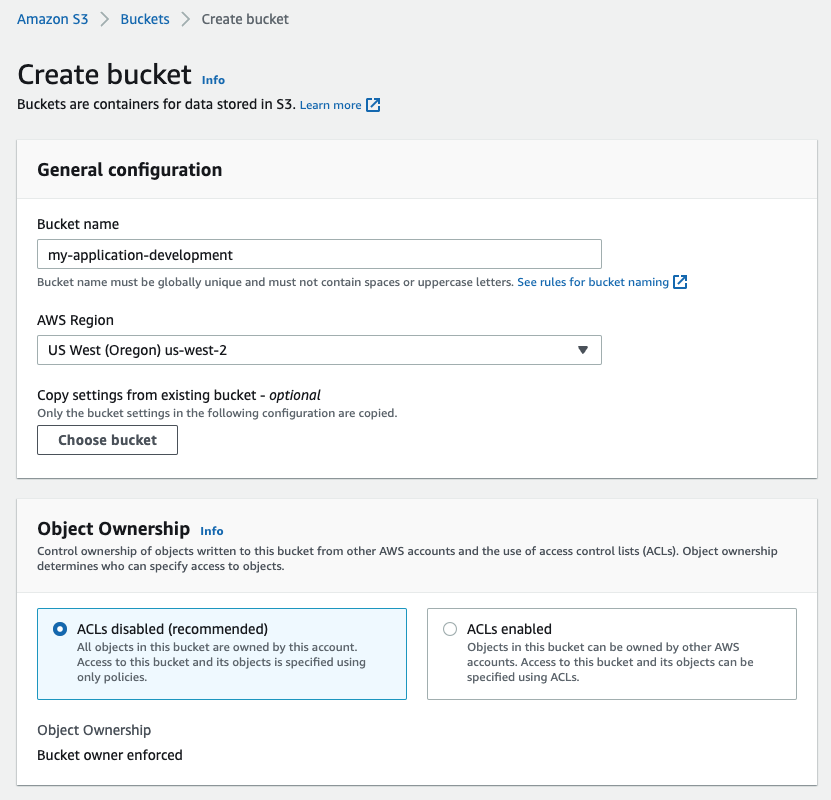 Amazon S3 > Buckets > Create bucket
Create bucket Info
Buckets are containers for data stored in S3. Learn more
General configuration
Bucket name
my-application-development
Bucket name must be globally unique and must not contain spaces or uppercase letters. See rules for bucket naming
AWS Region
US West (Oregon) us-west-2
Copy settings from existing bucket - optional
Only the bucket settings in the following configuration are copied.
Choose bucket
Object Ownership Info
Control ownership of objects written to this bucket from other AWS accounts and the use of access control lists (ACLs). Object ownership
determines who can specify access to objects.
ACLs disabled (recommended)
All objects in this bucket are owned by this account.
Access to this bucket and its objects is specified using
only policies.
ACLs enabled
Objects in this bucket can be owned by other AWS
accounts. Access to this bucket and its objects can be
specified using ACLs.
Object Ownership
Bucket owner enforced